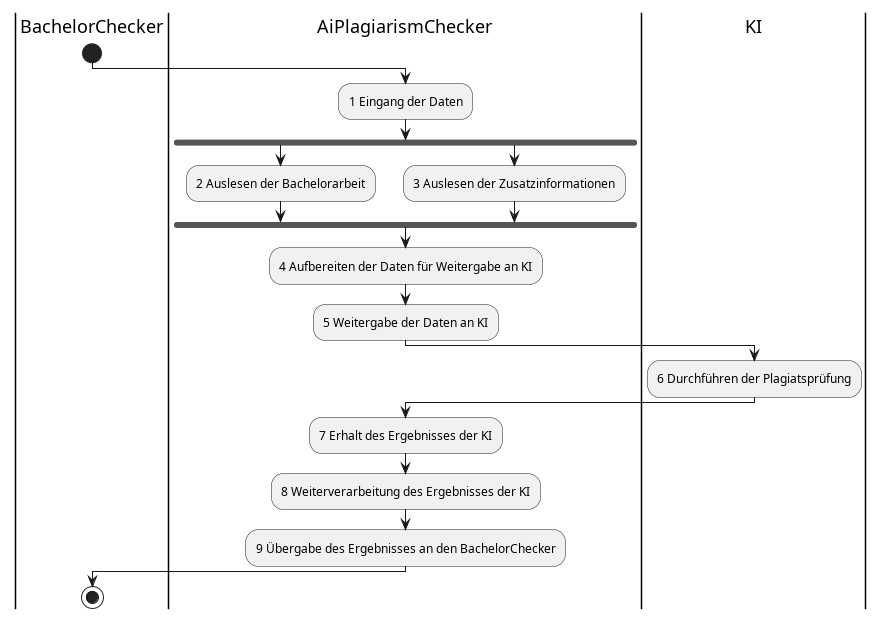 BachelorChecker
AiPlagiarismChecker
KI
1 Eingang der Daten
2 Auslesen der Bachelorarbeit
3 Auslesen der Zusatzinformationen
4 Aufbereiten der Daten für Weitergabe an KI
5 Weitergabe der Daten an KI
6 Durchführen der Plagiatsprüfung
7 Erhalt des Ergebnisses der KI
8 Weiterverarbeitung des Ergebnisses der KI
9 Übergabe des Ergebnisses an den BachelorChecker